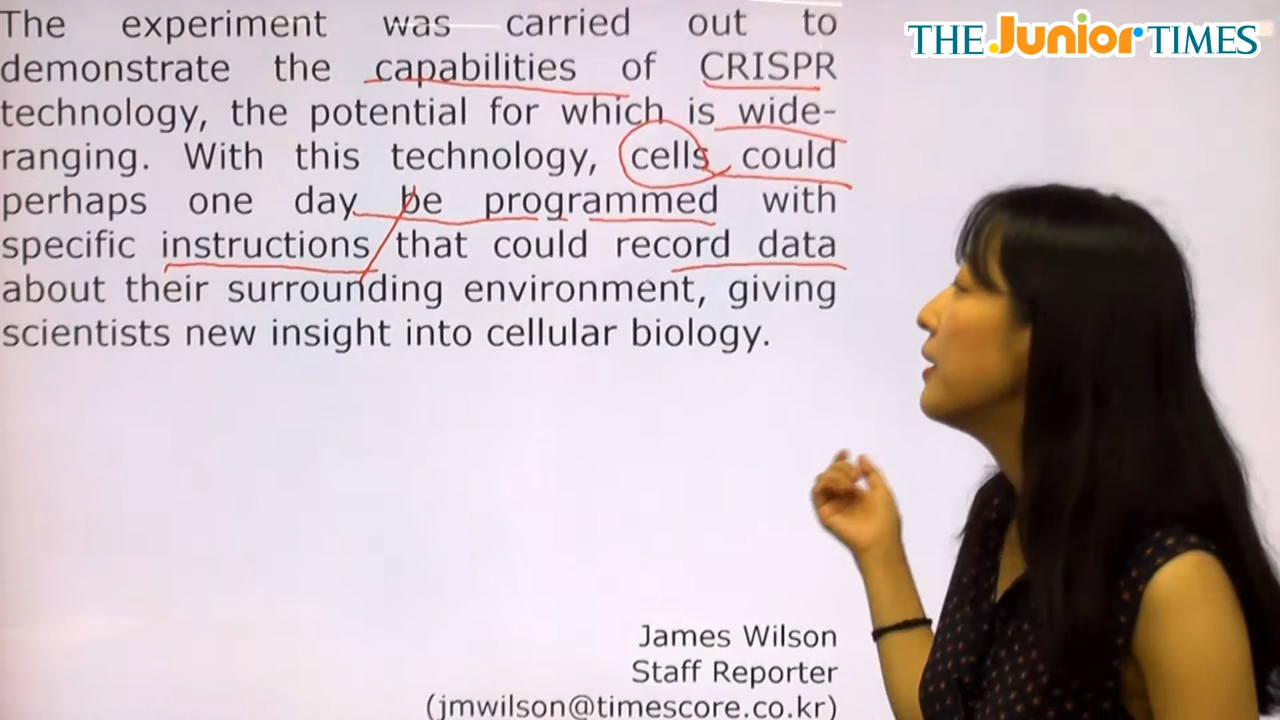 THE Junior TIMES
The experiment was carried out to
demonstrate the capabilities of CRISPR
technology, the potential for which is wide-
ranging. With this technology, cells could
perhaps one day be programmed with
specific instructions that could record data
about their surrounding environment, giving
scientists new insight into cellular biology.
James Wilson
Staff Reporter
(jmwilson@timescore.co.kr)